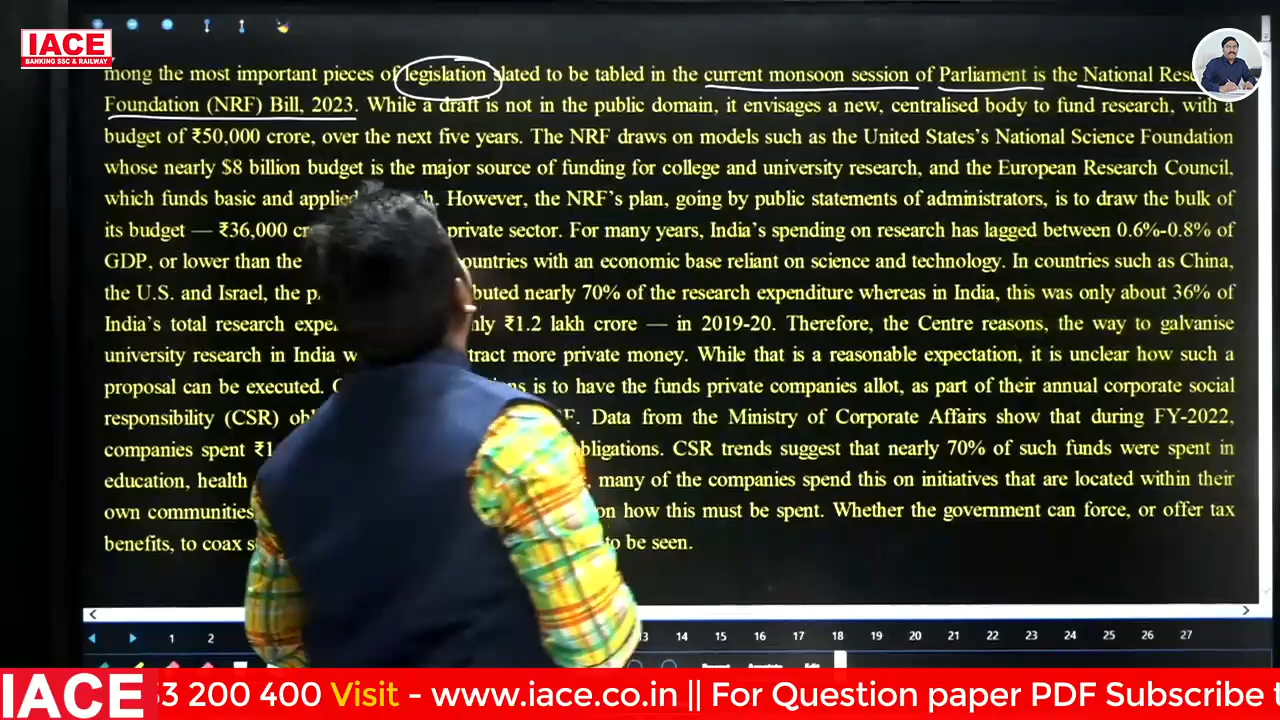 IACE
BANKING SSC & RAILWAY
mong the most important pieces of legislation slated to be tabled in the current monsoon session of Parliament is the National
Foundation (NRF) Bill, 2023. While a draft is not in the public domain, it envisages a new, centralised body to fund research, with a
budget of ₹50,000 crore, over the next five years. The NRF draws on models such as the United States's National Science Foundation
whose nearly $8 billion budget is the major source of funding for college and university research, and the European Research Council,
which funds basic and applied However, the NRF's plan, going by public statements of administrators, is to draw the bulk of
its budget — ₹36,000 private sector. For many years, India's spending on research has lagged between 0.6%-0.8% of
GDP, or lower than the countries with an economic base reliant on science and technology. In countries such as China,
the U.S. and Israel, the nearly 70% of the research expenditure whereas in India, this was only about 36% of
India's total research ₹1.2 lakh crore — in 2019-20. Therefore, the Centre reasons, the way to galvanise
university research in India more private money. While that is a reasonable expectation, it is unclear how such a
proposal can be executed. is to have the funds private companies allot, as part of their annual corporate social
responsibility (CSR) Data from the Ministry of Corporate Affairs show that during FY-2022,
companies spent obligations. CSR trends suggest that nearly 70% of such funds were spent in
education, health many of the companies spend this on initiatives that are located within their
own communities, on how this must be spent. Whether the government can force, or offer tax
benefits, to coax to be seen.
1 2 13 14 15 16 17 18 19 20 21 22 23 24 25 26 27
IACE 53 200 400 Visit - www.iace.co.in || For Question paper PDF Subscribe